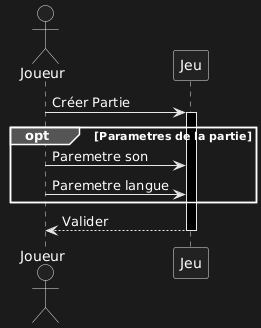 Joueur
Jeu
Créer Partie
opt [Parametres de la partie]
Paremetre son
Paremetre langue
Valider
Joueur
Jeu